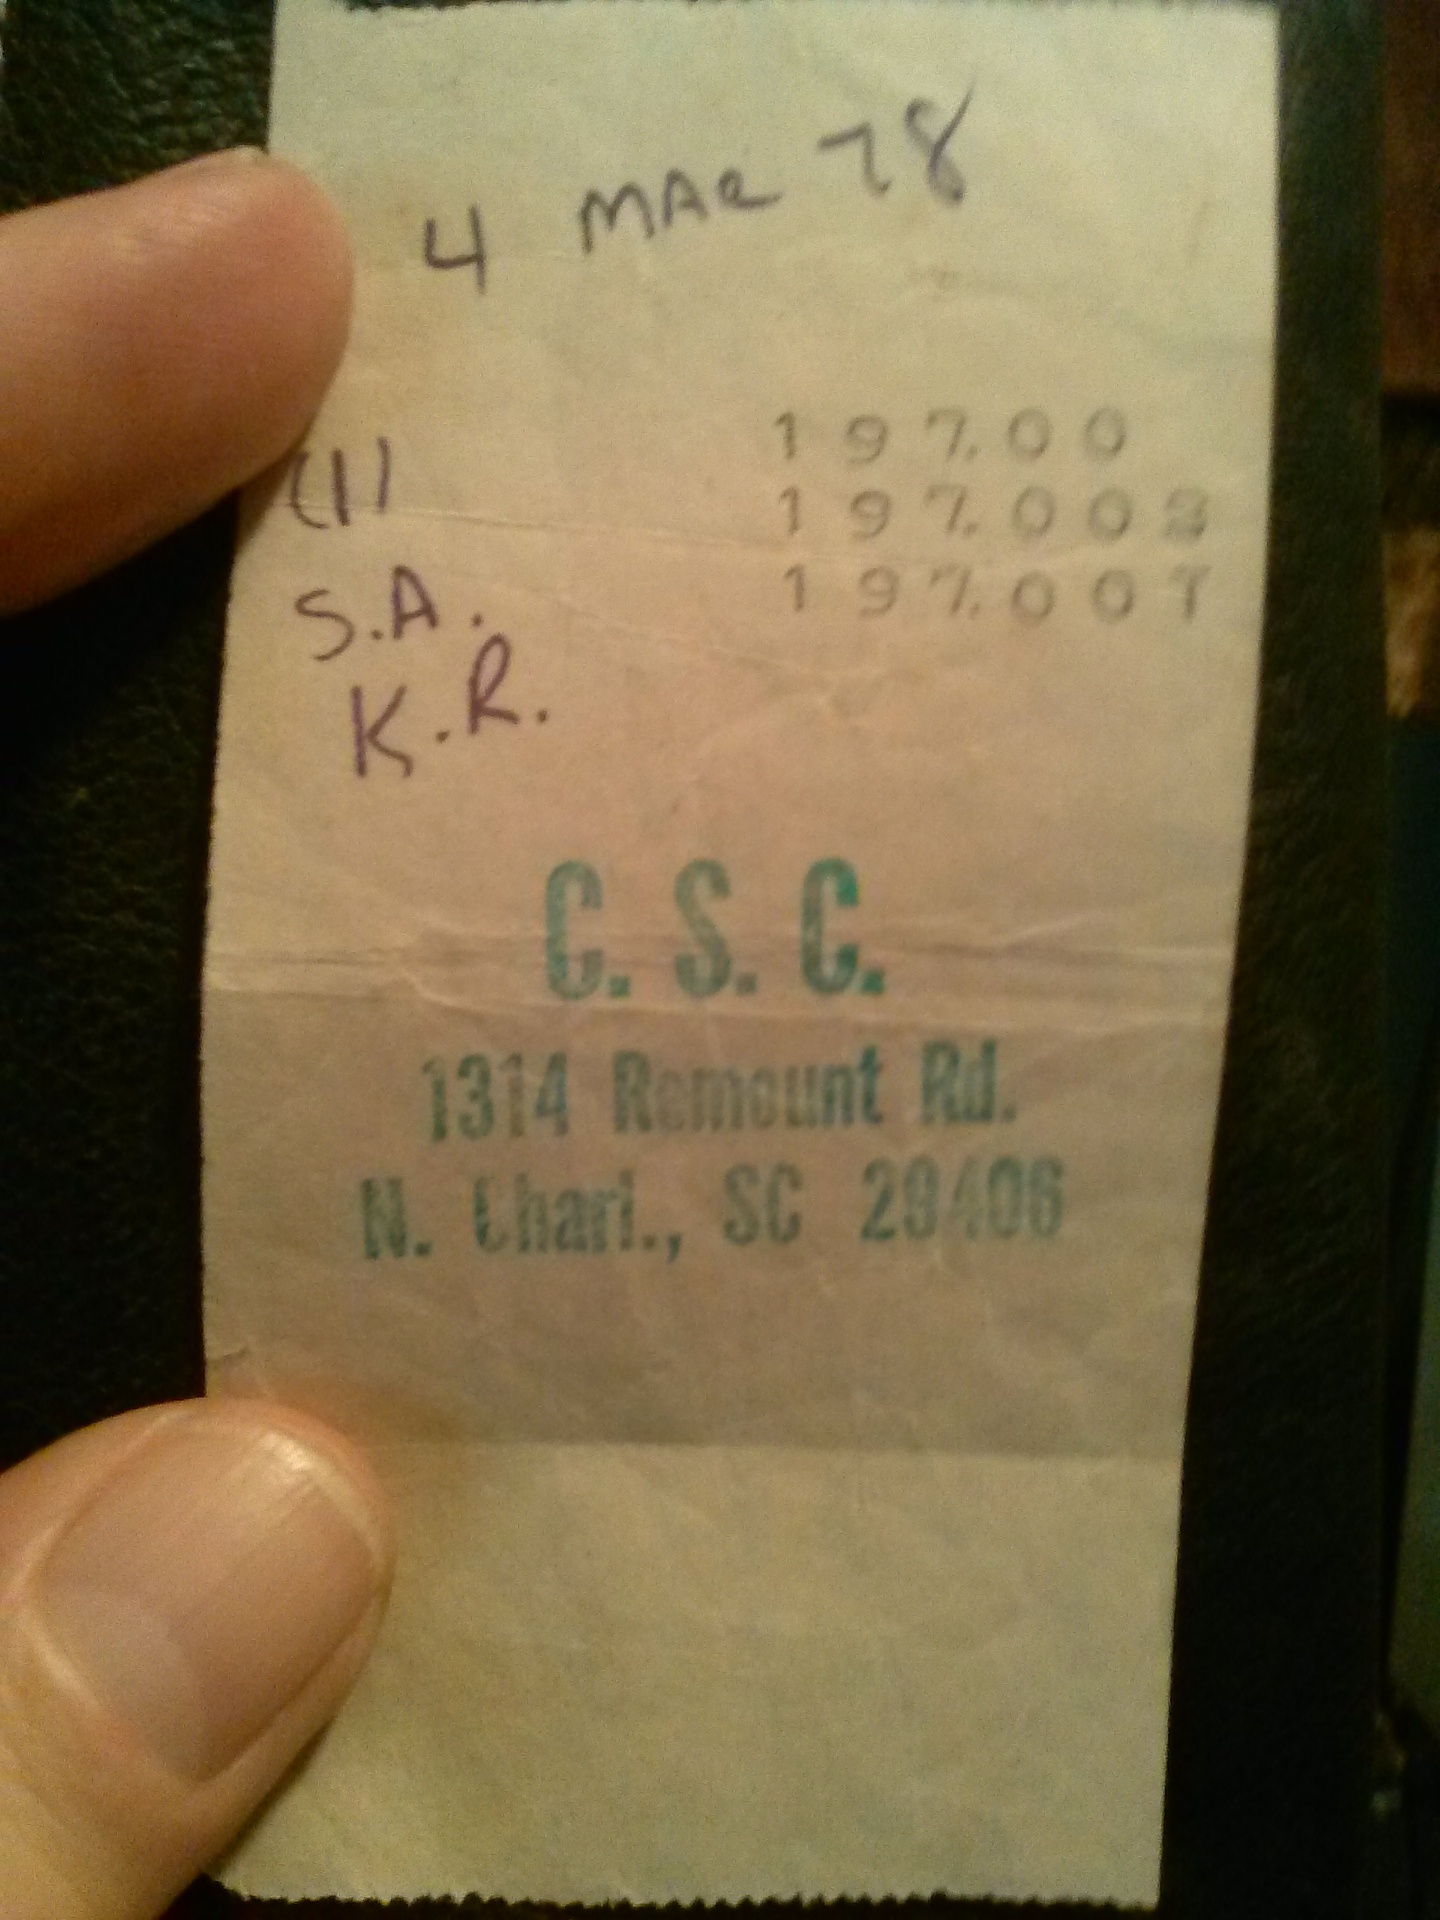 4 MAR 78
197.00
(1) 197.00S
S.A. 197.00T
K.R.
C. S. C.
1314 Remount Rd.
N. Charl., SC 29406